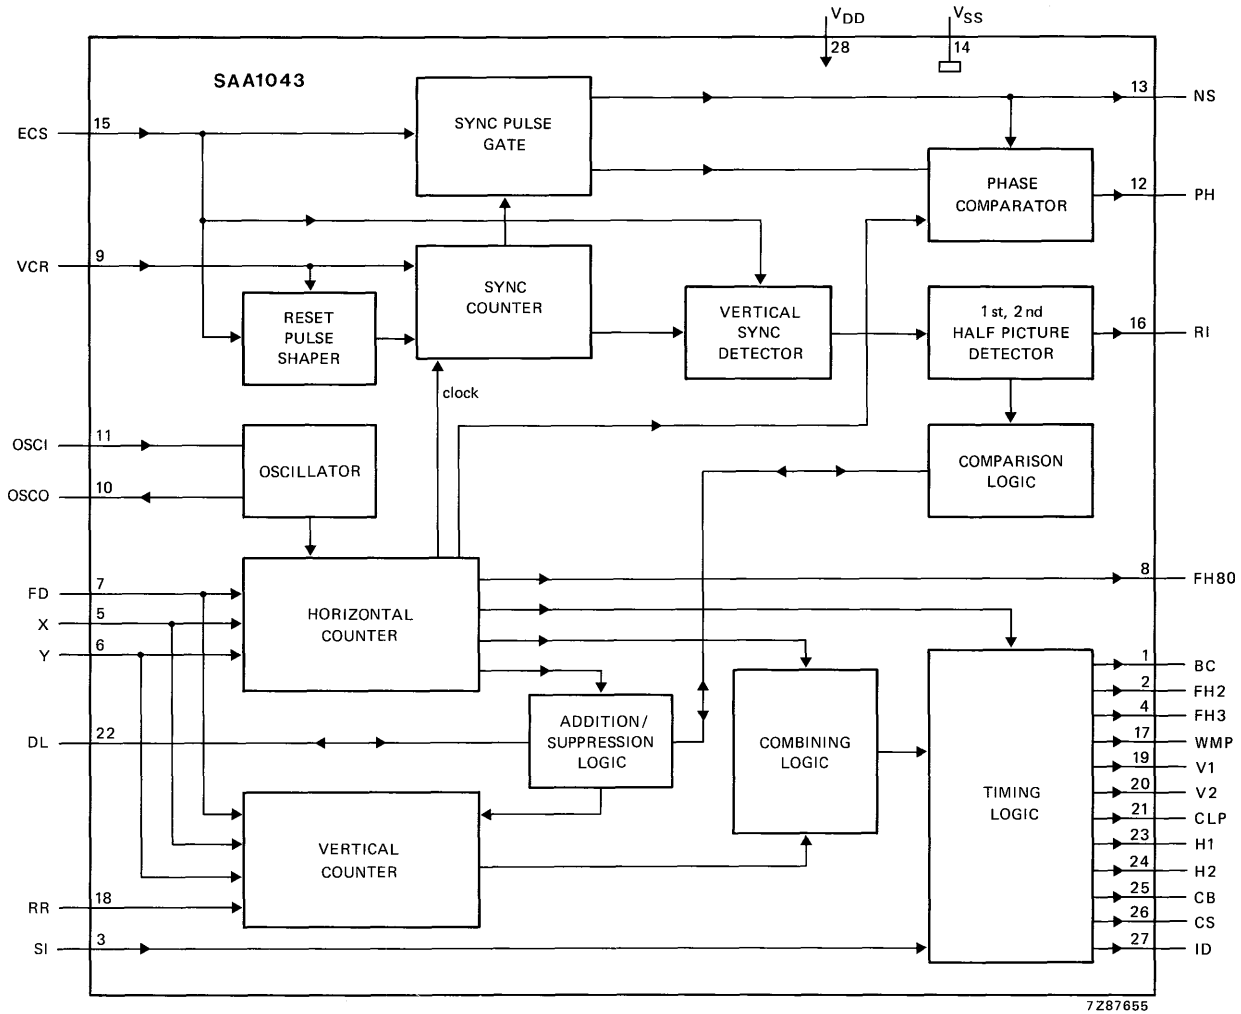 VDD
VSS
28
14
SAA1043
ECS
15
SYNC PULSE
GATE
13
NS
PHASE
COMPARATOR
12
PH
VCR
9
SYNC
COUNTER
RESET
PULSE
SHAPER
VERTICAL
SYNC
DETECTOR
1st, 2nd
HALF PICTURE
DETECTOR
16
RI
clock
OSCI
11
OSCILLATOR
OSCO
10
COMPARISON
LOGIC
FD
7
X
5
Y
6
HORIZONTAL
COUNTER
8
FH80
DL
22
ADDITION/
SUPPRESSION
LOGIC
COMBINING
LOGIC
TIMING
LOGIC
1
BC
2
FH2
4
FH3
17
WMP
19
V1
20
V2
21
CLP
23
H1
24
H2
25
CB
26
CS
27
ID
VERTICAL
COUNTER
RR
18
SI
3
7Z87655